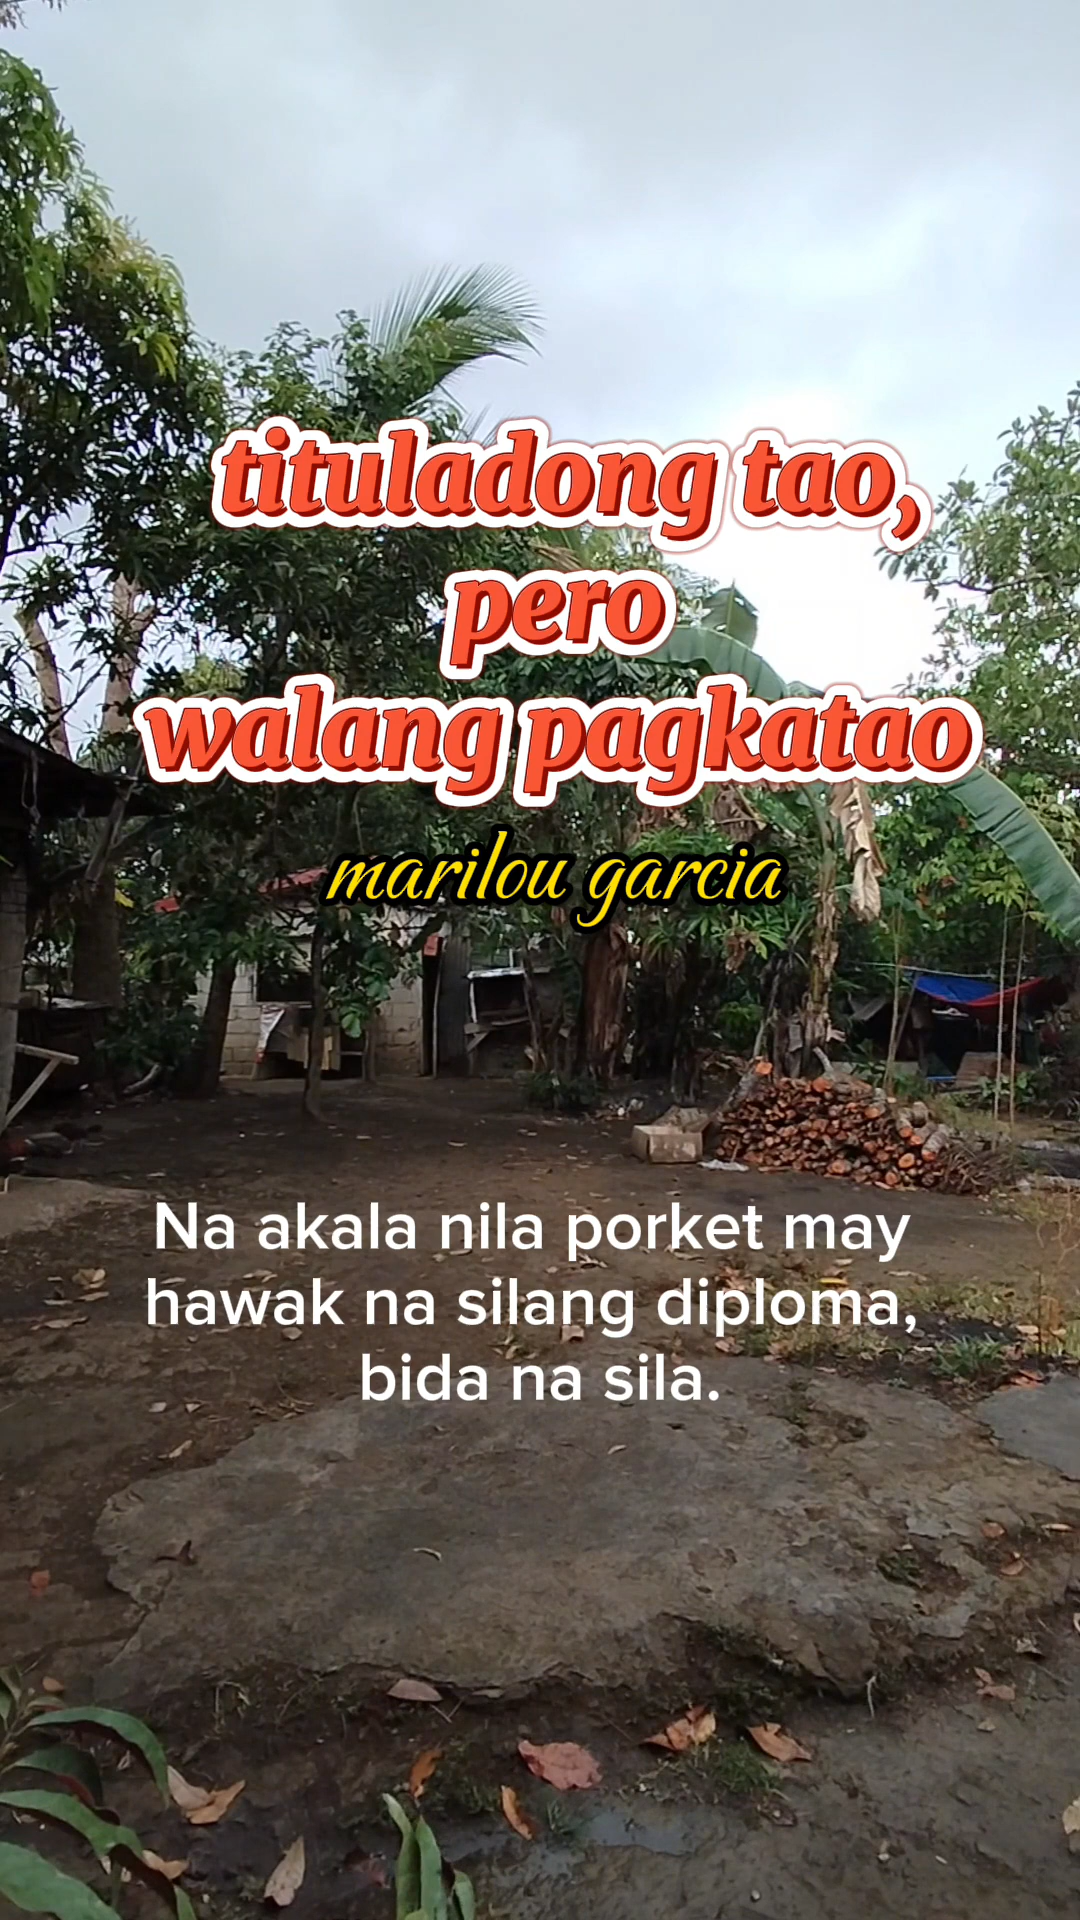 tituladong tao,
pero
walang pagkatao
marilou garcia
Na akala nila porket may
hawak na silang diploma,
bida na sila.